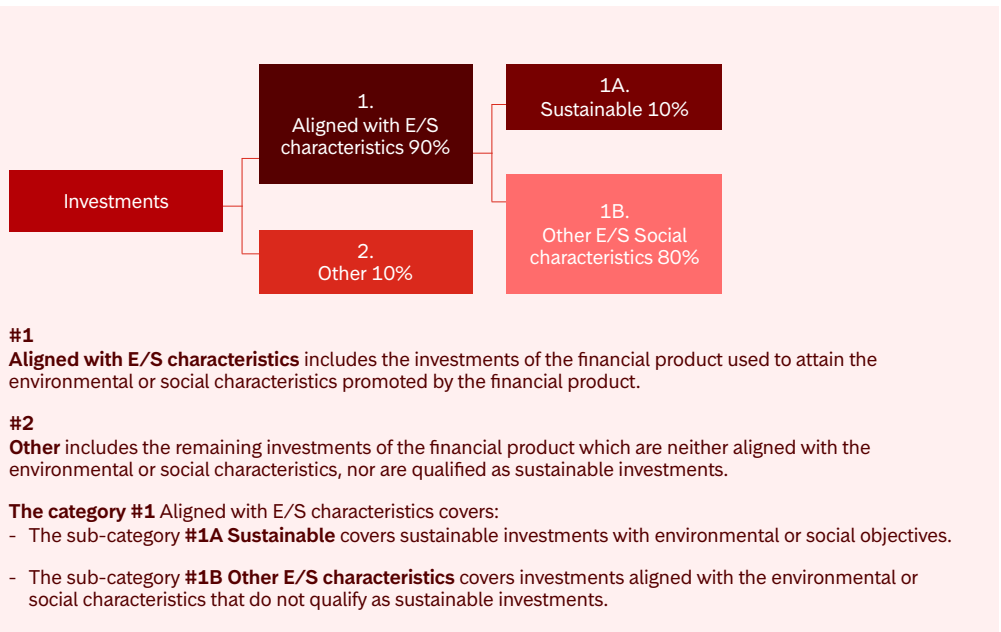 1.
Aligned with E/S
characteristics 90%
1A.
Sustainable 10%
Investments
1B.
Other E/S Social
characteristics 80%
2.
Other 10%
#1
Aligned with E/S characteristics includes the investments of the financial product used to attain the
environmental or social characteristics promoted by the financial product.
#2
Other includes the remaining investments of the financial product which are neither aligned with the
environmental or social characteristics, nor are qualified as sustainable investments.
The category #1 Aligned with E/S characteristics covers:
- The sub-category #1A Sustainable covers sustainable investments with environmental or social objectives.
- The sub-category #1B Other E/S characteristics covers investments aligned with the environmental or
social characteristics that do not qualify as sustainable investments.